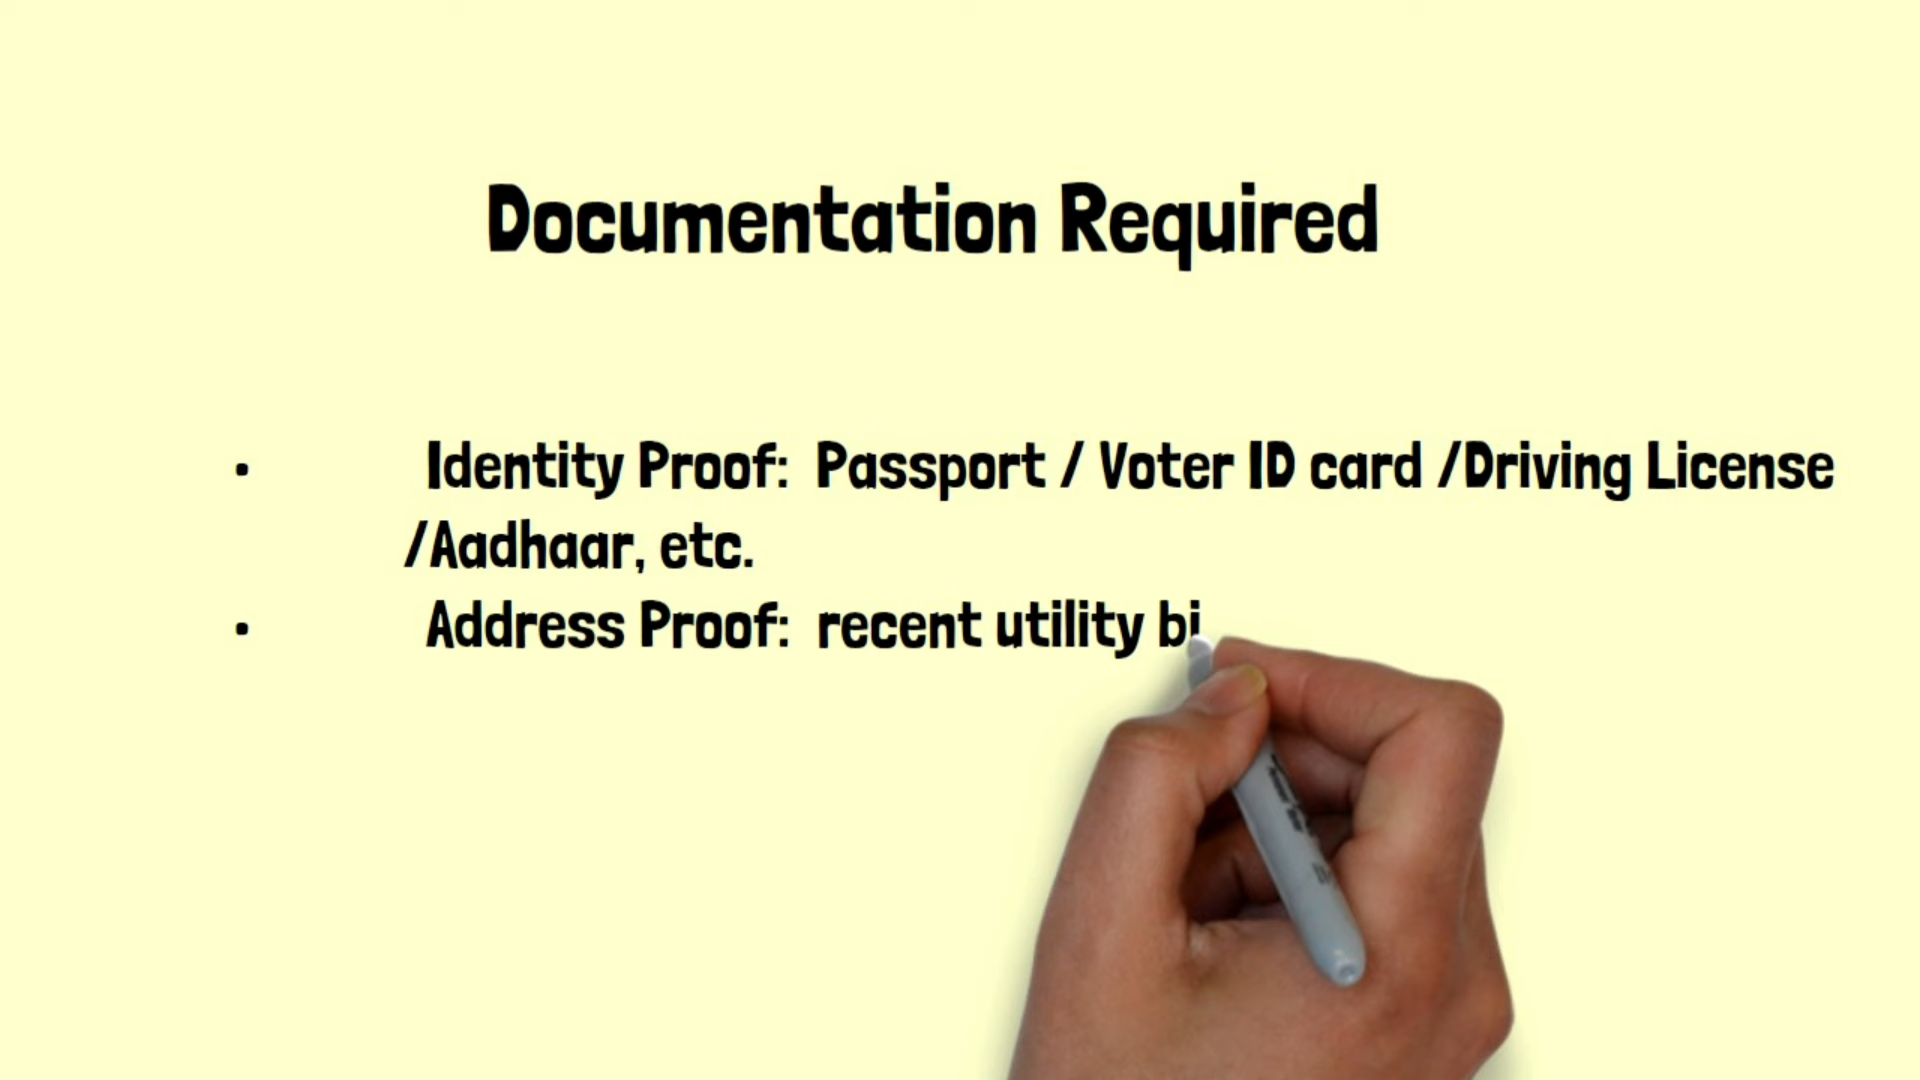 Documentation Required
• Identity Proof: Passport / Voter ID card /Driving License
/Aadhaar, etc.
• Address Proof: recent utility bi